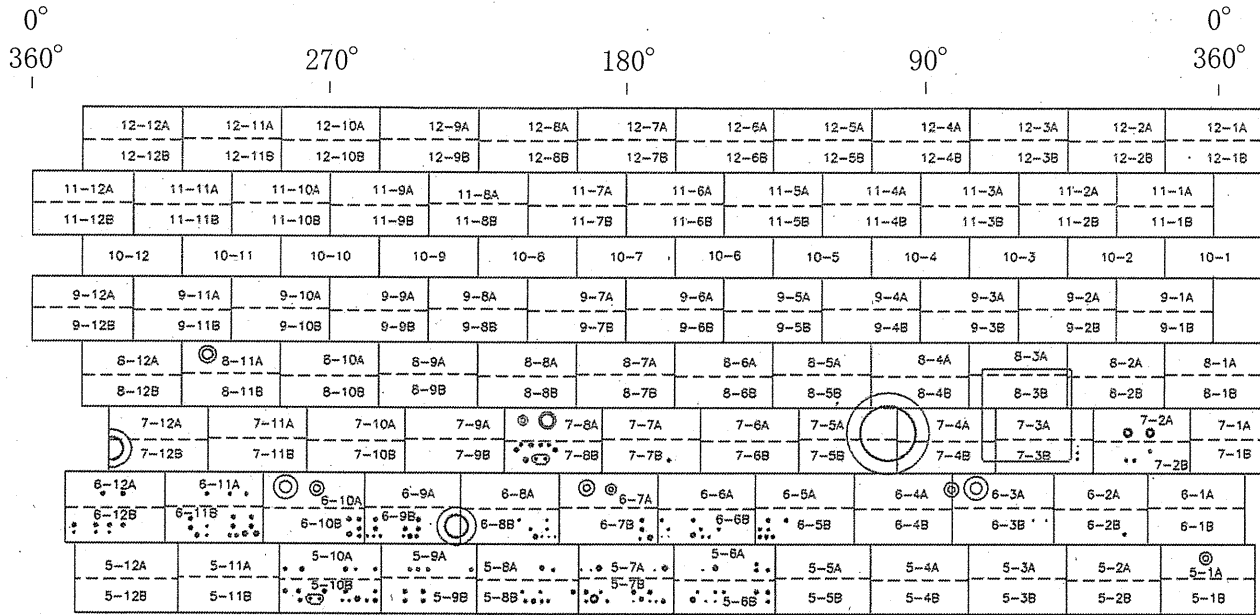 0° 0°
360° 270° 180° 90° 360°
12-12A 12-11A 12-10A 12-9A 12-8A 12-7A 12-6A 12-5A 12-4A 12-3A 12-2A 12-1A
12-12B 12-11B 12-10B 12-9B 12-8B 12-7B 12-6B 12-5B 12-4B 12-3B 12-2B 12-1B
11-12A 11-11A 11-10A 11-9A 11-8A 11-7A 11-6A 11-5A 11-4A 11-3A 11-2A 11-1A
11-12B 11-11B 11-10B 11-9B 11-8B 11-7B 11-6B 11-5B 11-4B 11-3B 11-2B 11-1B
10-12 10-11 10-10 10-9 10-8 10-7 10-6 10-5 10-4 10-3 10-2 10-1
9-12A 9-11A 9-10A 9-9A 9-8A 9-7A 9-6A 9-5A 9-4A 9-3A 9-2A 9-1A
9-12B 9-11B 9-10B 9-9B 9-8B 9-7B 9-6B 9-5B 9-4B 9-3B 9-2B 9-1B
8-12A 8-11A 8-10A 8-9A 8-8A 8-7A 8-6A 8-5A 8-4A 8-3A 8-2A 8-1A
8-12B 8-11B 8-10B 8-9B 8-8B 8-7B 8-6B 8-5B 8-4B 8-3B 8-2B 8-1B
7-12A 7-11A 7-10A 7-9A 7-8A 7-7A 7-6A 7-5A 7-4A 7-3A 7-2A 7-1A
7-12B 7-11B 7-10B 7-9B 7-8B 7-7B 7-6B 7-5B 7-4B 7-3B 7-2B 7-1B
6-12A 6-11A 6-10A 6-9A 6-8A 6-7A 6-6A 6-5A 6-4A 6-3A 6-2A 6-1A
6-12B 6-11B 6-10B 6-9B 6-8B 6-7B 6-6B 6-5B 6-4B 6-3B 6-2B 6-1B
5-12A 5-11A 5-10A 5-9A 5-8A 5-7A 5-6A 5-5A 5-4A 5-3A 5-2A 5-1A
5-12B 5-11B 5-10B 5-9B 5-8B 5-7B 5-6B 5-5B 5-4B 5-3B 5-2B 5-1B